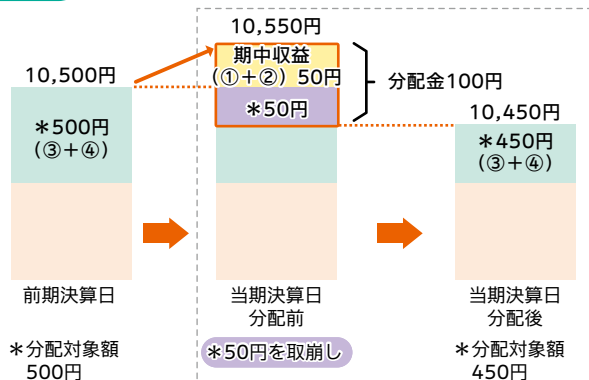 10,550円
期中収益
(①+②) 50円
*50円
分配金100円
10,500円
*500円
(③+④)
10,450円
*450円
(③+④)
前期決算日
当期決算日
分配前
当期決算日
分配後
*分配対象額
500円
*50円を取崩し
*分配対象額
450円